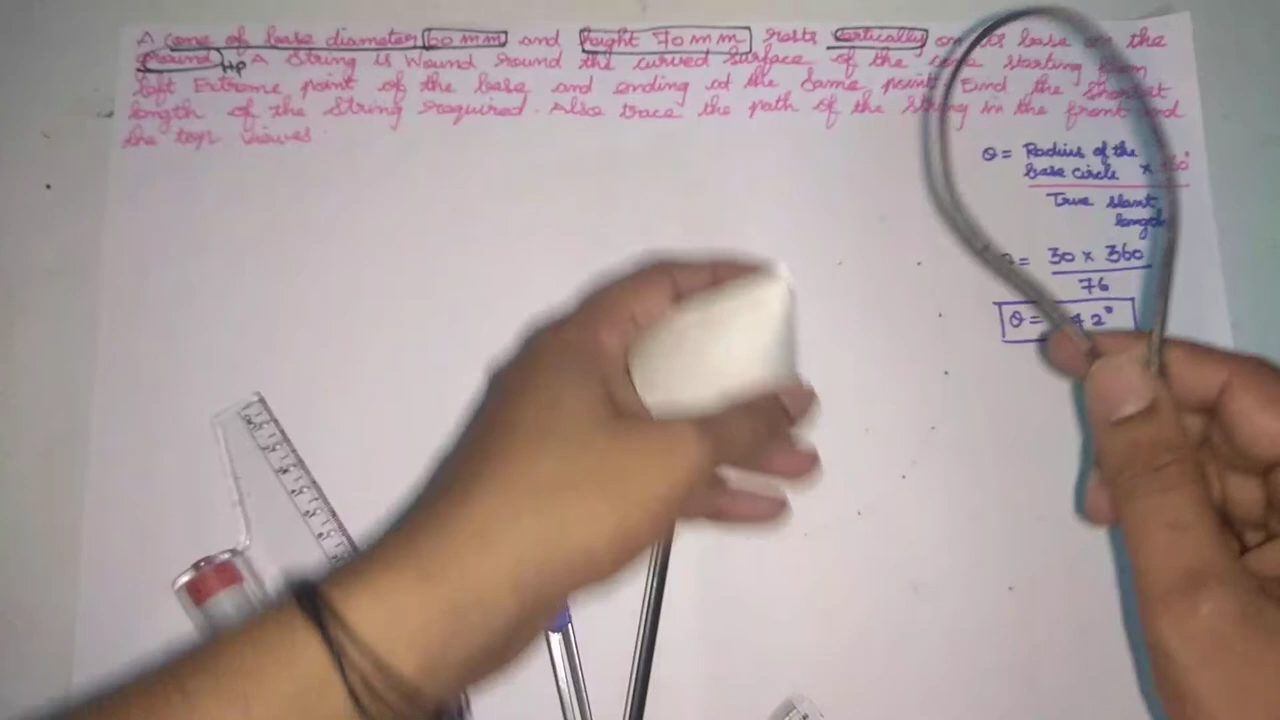 A cone of base diameter 60 mm and height 70 mm rests vertically on its base on the
ground HP A string is wound round the curved surface of the cone starting from
left Extreme point of the base and ending at the same point Find the shortest
length of the string required. Also trace the path of the string in the front and
the top views
θ = Radius of the
base circle × 360°
True slant
length
= 30 × 360
76
θ = 42°